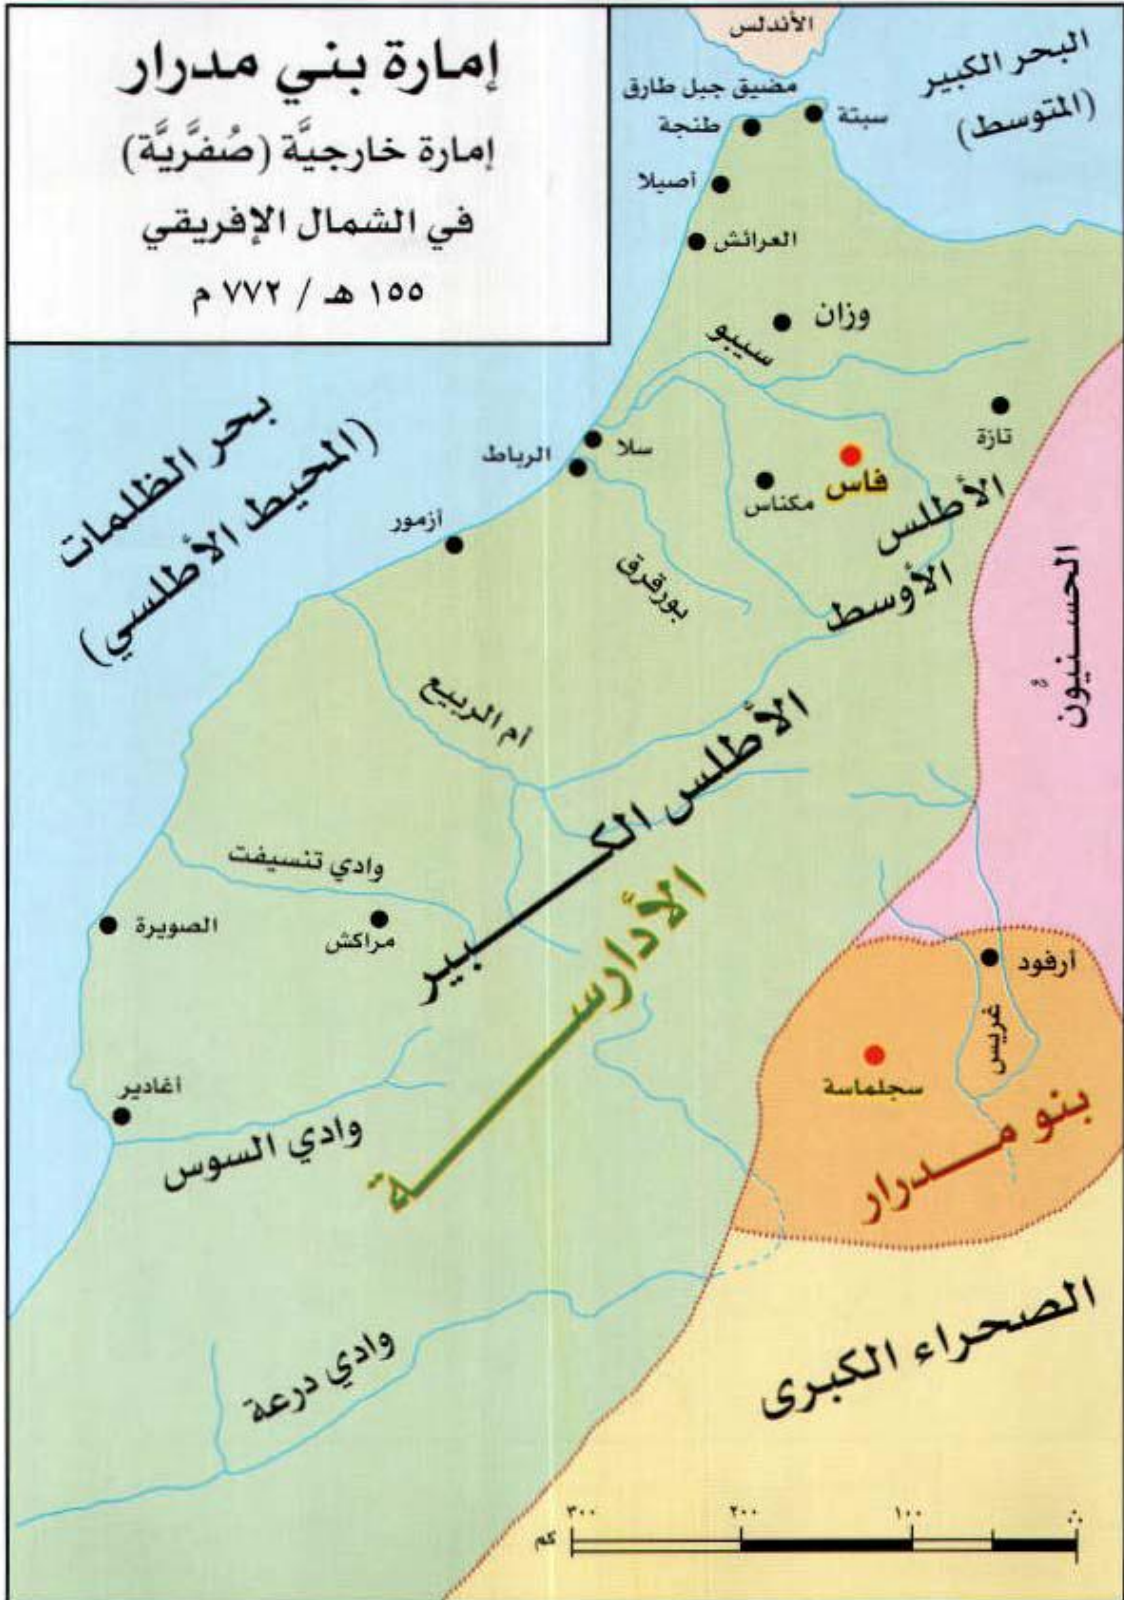 إمارة بني مدرار
إمارة خارجيَّة (صُفَّريَّة)
في الشمال الإفريقي
١٥٥ هـ / ٧٧٢ م
الأندلس
البحر الكبير
(المتوسط)
مضيق جبل طارق
سبتة
طنجة
أصيلا
العرائش
وزان
سيبو
تازة
بحر الظلمات
(المحيط الأطلسي)
سلا
الرباط
فاس
مكناس
أزمور
الأطلس
الأوسط
بورقرق
الحسنيون
أم الربيع
الأطلس الكبير
وادي تنسيفت
الصويرة
مراكش
الأدارسة
أرفود
غريس
سجلماسة
بنو مدرار
أغادير
وادي السوس
الصحراء الكبرى
وادي درعة
٣٠٠ ٢٠٠ ١٠٠ ٠
كم